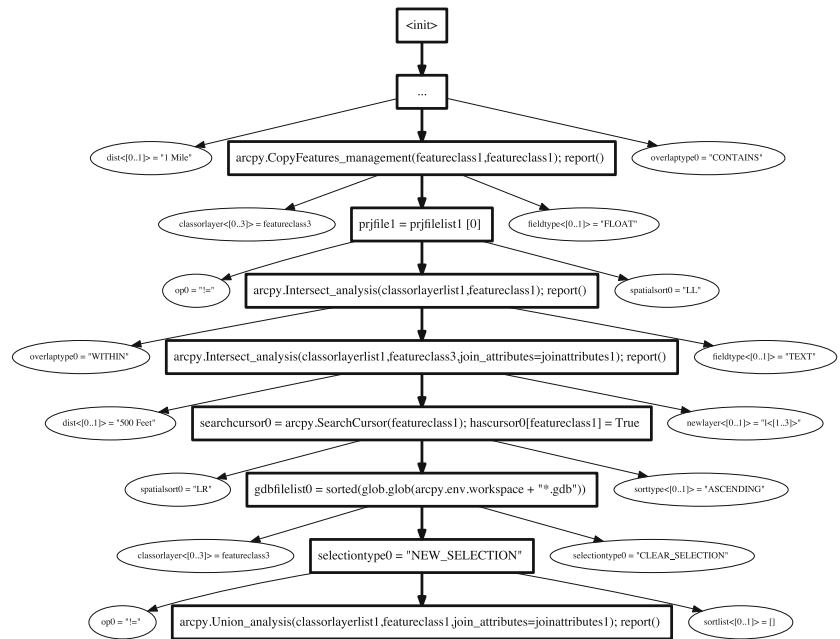 <init>
...
dist<[0..1]> = "1 Mile"
arcpy.CopyFeatures_management(featureclass1,featureclass1); report()
overlaptype0 = "CONTAINS"
classorlayer<[0..3]> = featureclass3
prjfile1 = prjfilelist1 [0]
fieldtype<[0..1]> = "FLOAT"
op0 = "!="
arcpy.Intersect_analysis(classorlayerlist1,featureclass1); report()
spatialsort0 = "LL"
overlaptype0 = "WITHIN"
arcpy.Intersect_analysis(classorlayerlist1,featureclass3,join_attributes=joinattributes1); report()
fieldtype<[0..1]> = "TEXT"
dist<[0..1]> = "500 Feet"
searchcursor0 = arcpy.SearchCursor(featureclass1); hascursor0[featureclass1] = True
newlayer<[0..1]> = "l<[1..3]>"
spatialsort0 = "LR"
gdbfilelist0 = sorted(glob.glob(arcpy.env.workspace + "*.gdb"))
sorttype<[0..1]> = "ASCENDING"
classorlayer<[0..3]> = featureclass3
selectiontype0 = "NEW_SELECTION"
selectiontype0 = "CLEAR_SELECTION"
op0 = "!="
arcpy.Union_analysis(classorlayerlist1,featureclass1,join_attributes=joinattributes1); report()
sortlist<[0..1]> = []